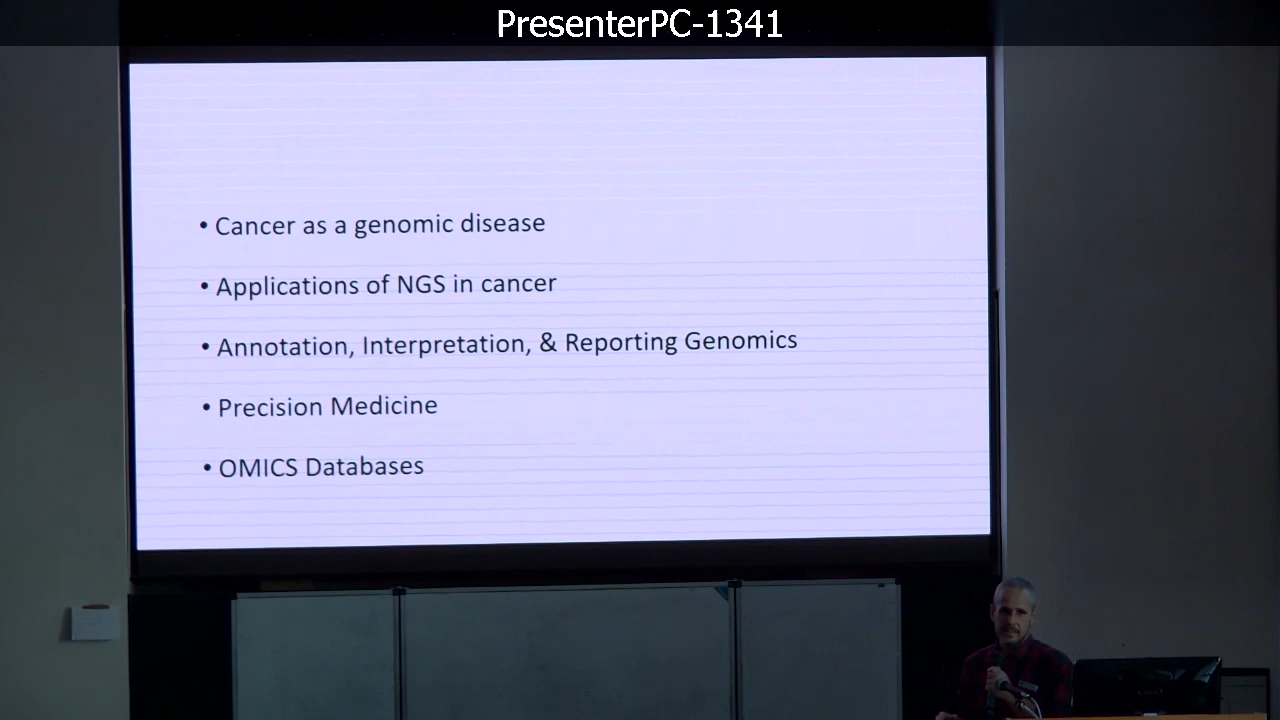 PresenterPC-1341
• Cancer as a genomic disease
• Applications of NGS in cancer
• Annotation, Interpretation, & Reporting Genomics
• Precision Medicine
• OMICS Databases